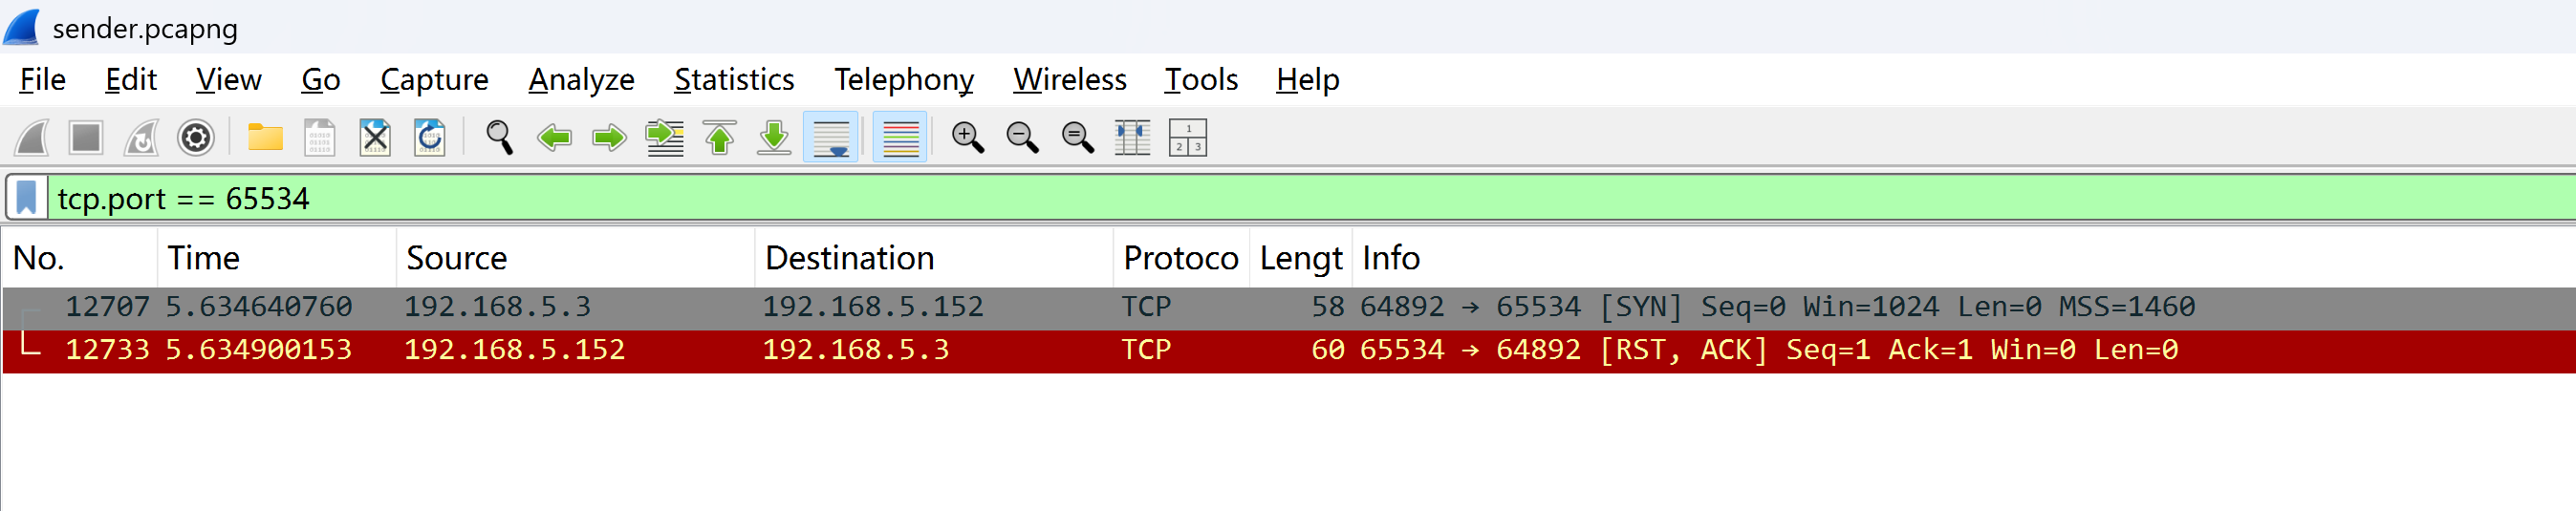 sender.pcapng
File Edit View Go Capture Analyze Statistics Telephony Wireless Tools Help
tcp.port == 65534
No. Time Source Destination Protoco Lengt Info
12707 5.634640760 192.168.5.3 192.168.5.152 TCP 58 64892 → 65534 [SYN] Seq=0 Win=1024 Len=0 MSS=1460
12733 5.634900153 192.168.5.152 192.168.5.3 TCP 60 65534 → 64892 [RST, ACK] Seq=1 Ack=1 Win=0 Len=0